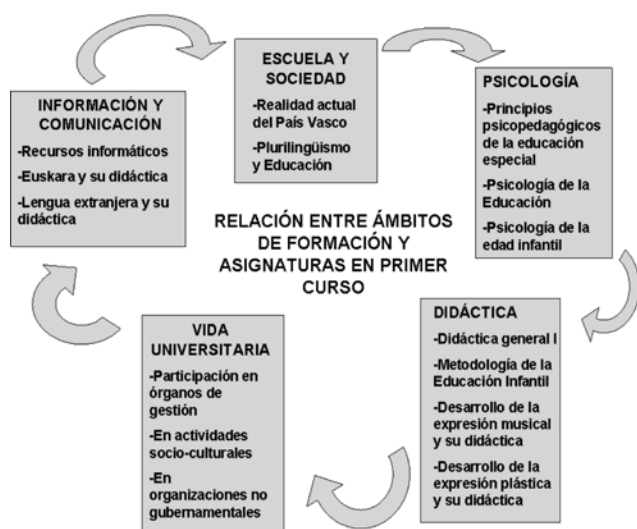 ESCUELA Y
SOCIEDAD
-Realidad actual
del País Vasco
-Plurilingüismo
y Educación
PSICOLOGÍA
-Principios
psicopedagógicos
de la educación
especial
-Psicología de la
Educación
-Psicología de la
edad infantil
DIDÁCTICA
-Didáctica general I
-Metodología de la
Educación Infantil
-Desarrollo de la
expresión musical
y su didáctica
-Desarrollo de la
expresión plástica
y su didáctica
VIDA
UNIVERSITARIA
-Participación en
órganos de
gestión
-En actividades
socio-culturales
-En
organizaciones no
gubernamentales
INFORMACIÓN Y
COMUNICACIÓN
-Recursos informáticos
-Euskara y su didáctica
-Lengua extranjera y su
didáctica
RELACIÓN ENTRE ÁMBITOS
DE FORMACIÓN Y
ASIGNATURAS EN PRIMER
CURSO